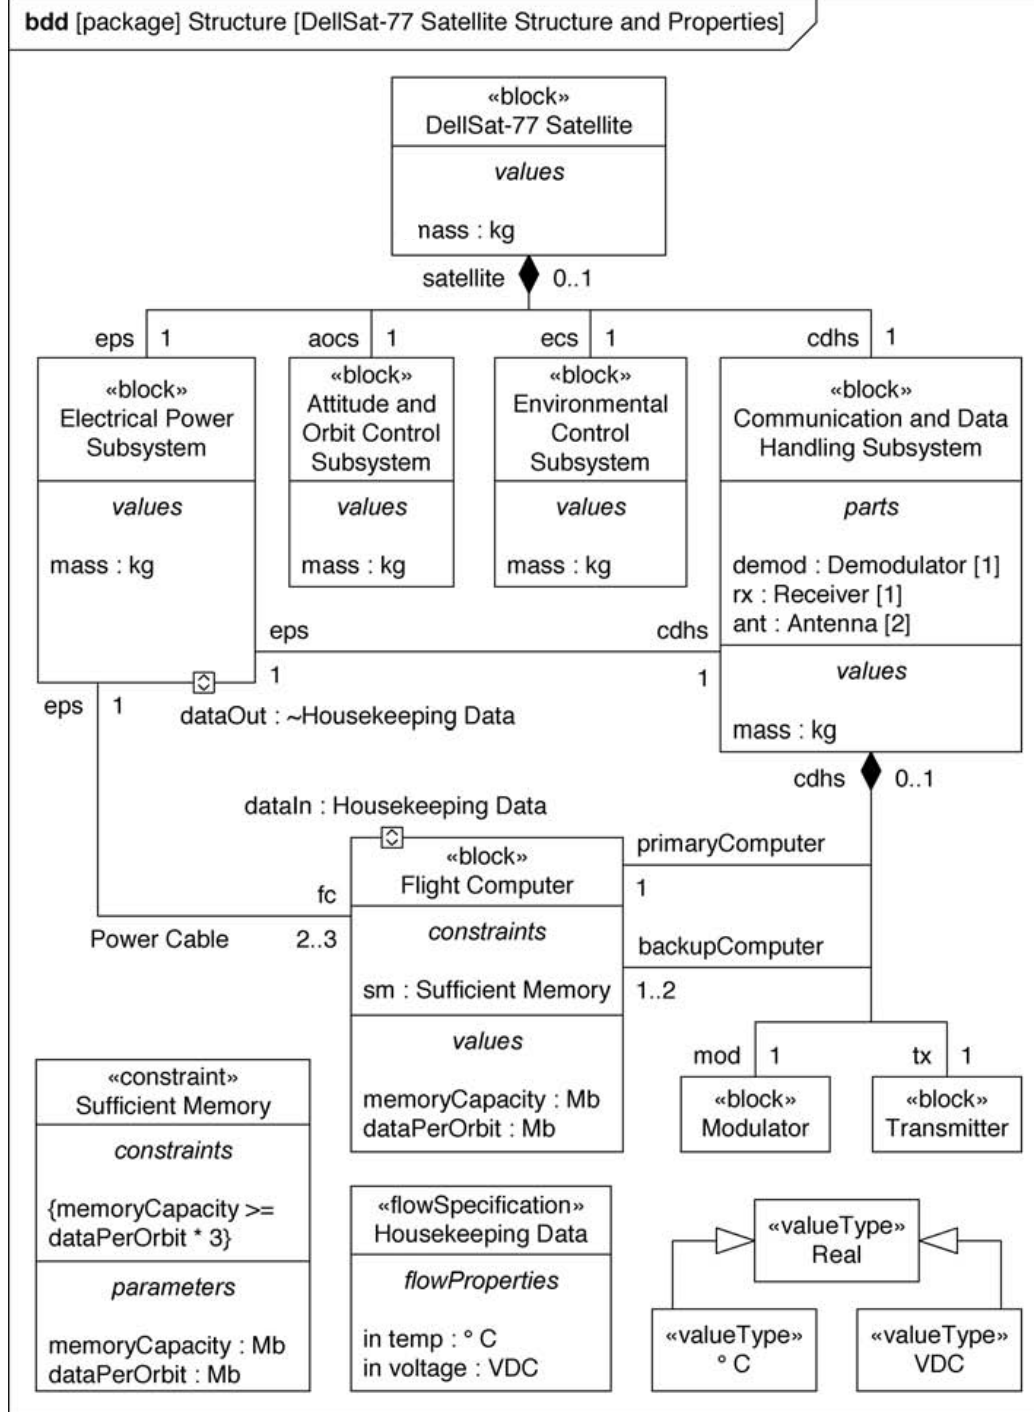 bdd [package] Structure [DellSat-77 Satellite Structure and Properties]
«block»
DellSat-77 Satellite
values
mass : kg
satellite
0..1
eps
1
aocs
1
ecs
1
cdhs
1
«block»
Electrical Power
Subsystem
values
mass : kg
«block»
Attitude and
Orbit Control
Subsystem
values
mass : kg
«block»
Environmental
Control
Subsystem
values
mass : kg
«block»
Communication and Data
Handling Subsystem
parts
demod : Demodulator [1]
rx : Receiver [1]
ant : Antenna [2]
values
mass : kg
eps
1
cdhs
1
eps
1
dataOut : ~Housekeeping Data
cdhs
0..1
dataIn : Housekeeping Data
fc
Power Cable
2..3
«block»
Flight Computer
constraints
sm : Sufficient Memory
values
memoryCapacity : Mb
dataPerOrbit : Mb
primaryComputer
1
backupComputer
1..2
mod
1
tx
1
«block»
Modulator
«block»
Transmitter
«constraint»
Sufficient Memory
constraints
{memoryCapacity >=
dataPerOrbit * 3}
parameters
memoryCapacity : Mb
dataPerOrbit : Mb
«flowSpecification»
Housekeeping Data
flowProperties
in temp : ° C
in voltage : VDC
«valueType»
Real
«valueType»
° C
«valueType»
VDC